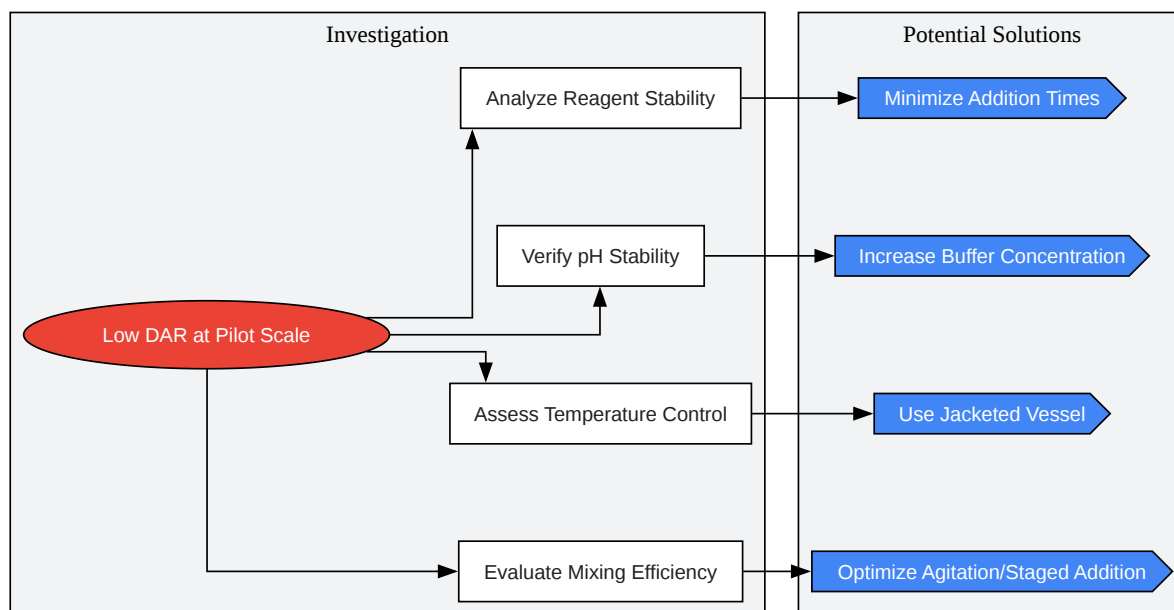 Investigation
Potential Solutions
Analyze Reagent Stability
Minimize Addition Times
Verify pH Stability
Increase Buffer Concentration
Low DAR at Pilot Scale
Assess Temperature Control
Use Jacketed Vessel
Evaluate Mixing Efficiency
Optimize Agitation/Staged Addition